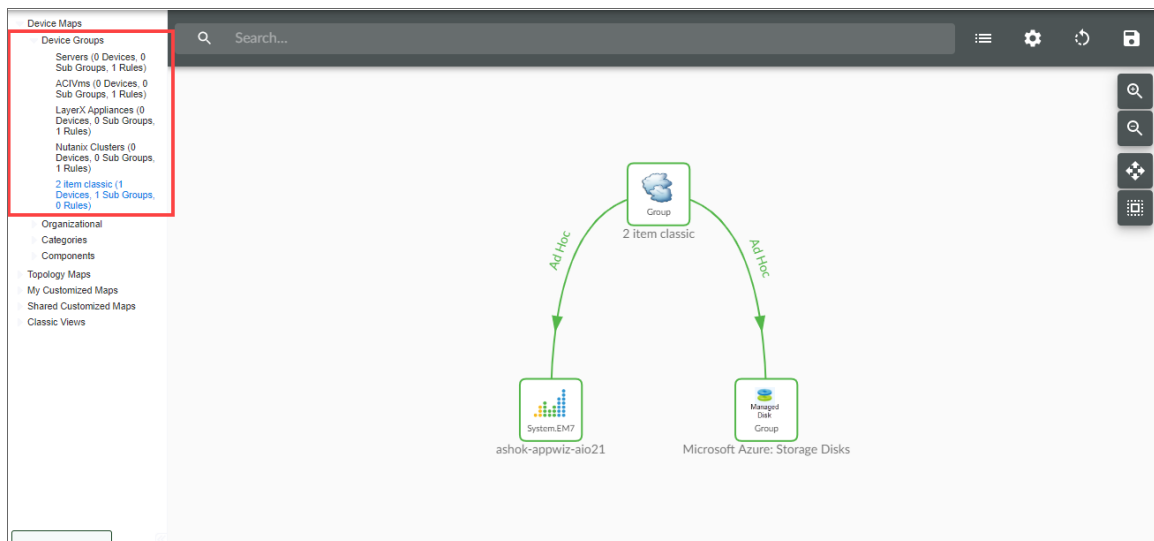 Device Maps
Device Groups
Servers (0 Devices, 0
Sub Groups, 1 Rules)
ACIVms (0 Devices, 0
Sub Groups, 1 Rules)
LayerX Appliances (0
Devices, 0 Sub Groups,
1 Rules)
Nutanix Clusters (0
Devices, 0 Sub Groups,
1 Rules)
2 item classic (1
Devices, 1 Sub Groups,
0 Rules)
Organizational
Categories
Components
Topology Maps
My Customized Maps
Shared Customized Maps
Classic Views
Search...
Group
2 item classic
Ad Hoc
Ad Hoc
System.EM7
ashok-appwiz-aio21
Managed
Disk
Group
Microsoft Azure: Storage Disks